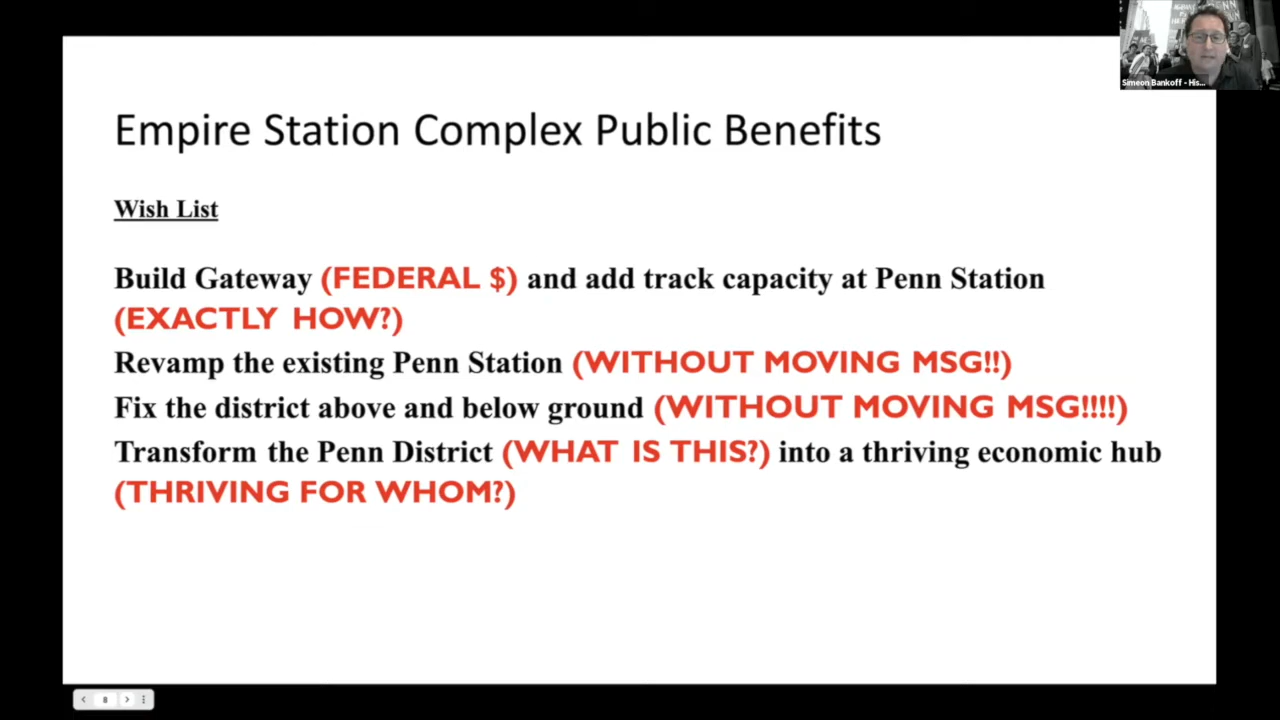 Simeon Bankoff - His...
Empire Station Complex Public Benefits
Wish List
Build Gateway (FEDERAL $) and add track capacity at Penn Station
(EXACTLY HOW?)
Revamp the existing Penn Station (WITHOUT MOVING MSG!!)
Fix the district above and below ground (WITHOUT MOVING MSG!!!!)
Transform the Penn District (WHAT IS THIS?) into a thriving economic hub
(THRIVING FOR WHOM?)
8